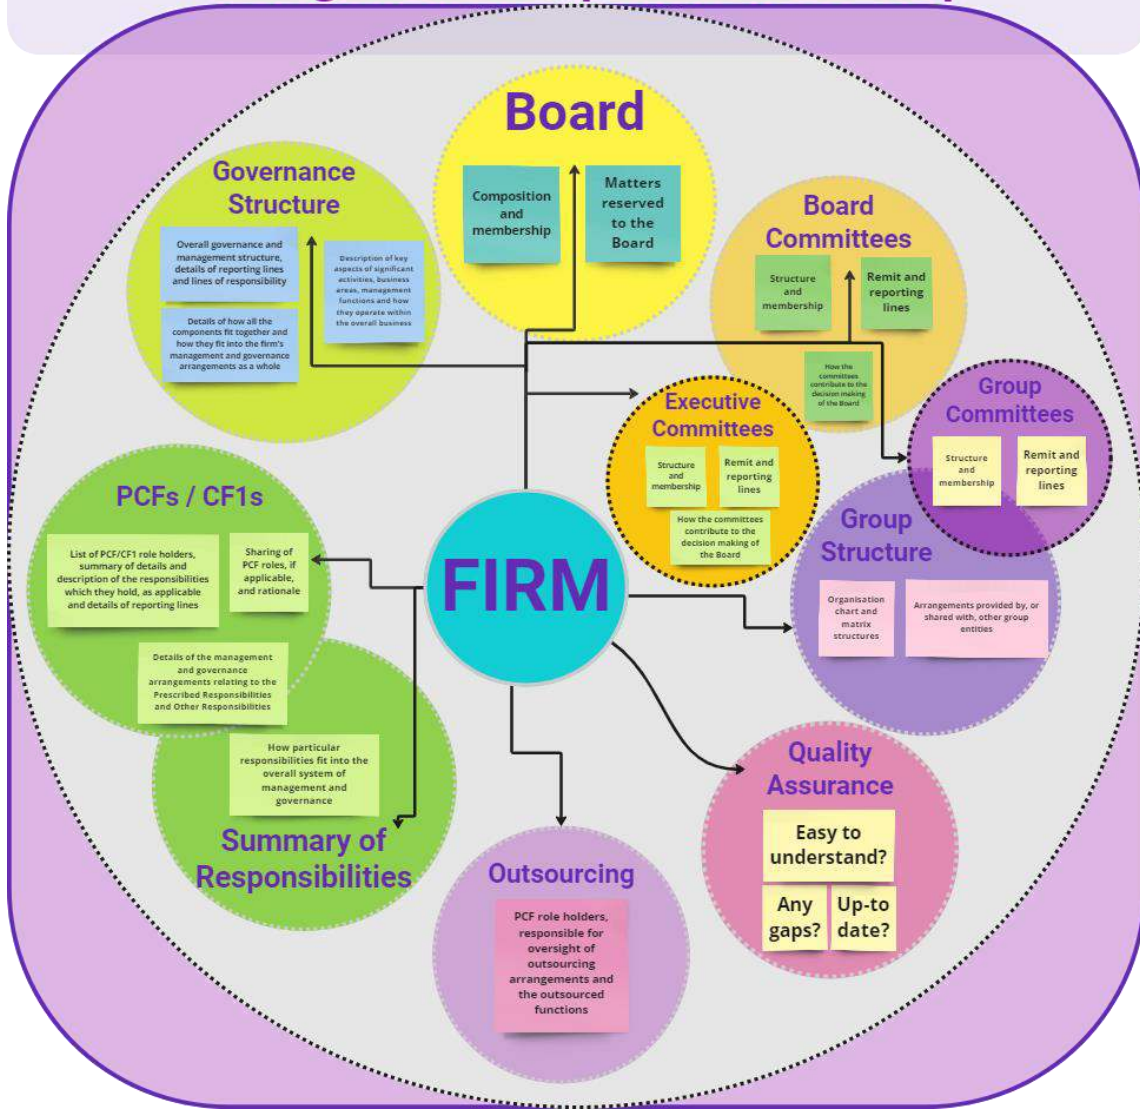 Board
Composition
and
membership
Matters
reserved
to the
Board
Governance
Structure
Overall governance and
management structure,
details of reporting lines
and lines of responsibility
Description of key
aspects of significant
activities, business
areas, management
functions and how
they operate within
the overall business
Details of how all the
components fit together and
how they fit into the firm's
management and governance
arrangements as a whole
Board
Committees
Structure
and
membership
Remit and
reporting
lines
How the
committees
contribute to the
decision making
of the Board
Executive
Committees
Structure
and
membership
Remit and
reporting
lines
How the committees
contribute to the
decision making of
the Board
Group
Committees
Structure
and
membership
Remit and
reporting
lines
Group
Structure
Organisation
chart and
matrix
structures
Arrangements provided by, or
shared with, other group
entities
PCFs / CF1s
List of PCF/CF1 role holders,
summary of details and
description of the responsibilities
which they hold, as applicable
and details of reporting lines
Sharing of
PCF roles, if
applicable,
and rationale
Details of the management
and governance
arrangements relating to the
Prescribed Responsibilities
and Other Responsibilities
FIRM
How particular
responsibilities fit into the
overall system of
management and
governance
Summary of
Responsibilities
Outsourcing
PCF role holders,
responsible for
oversight of
outsourcing
arrangements and
the outsourced
functions
Quality
Assurance
Easy to
understand?
Any
gaps?
Up-to
date?